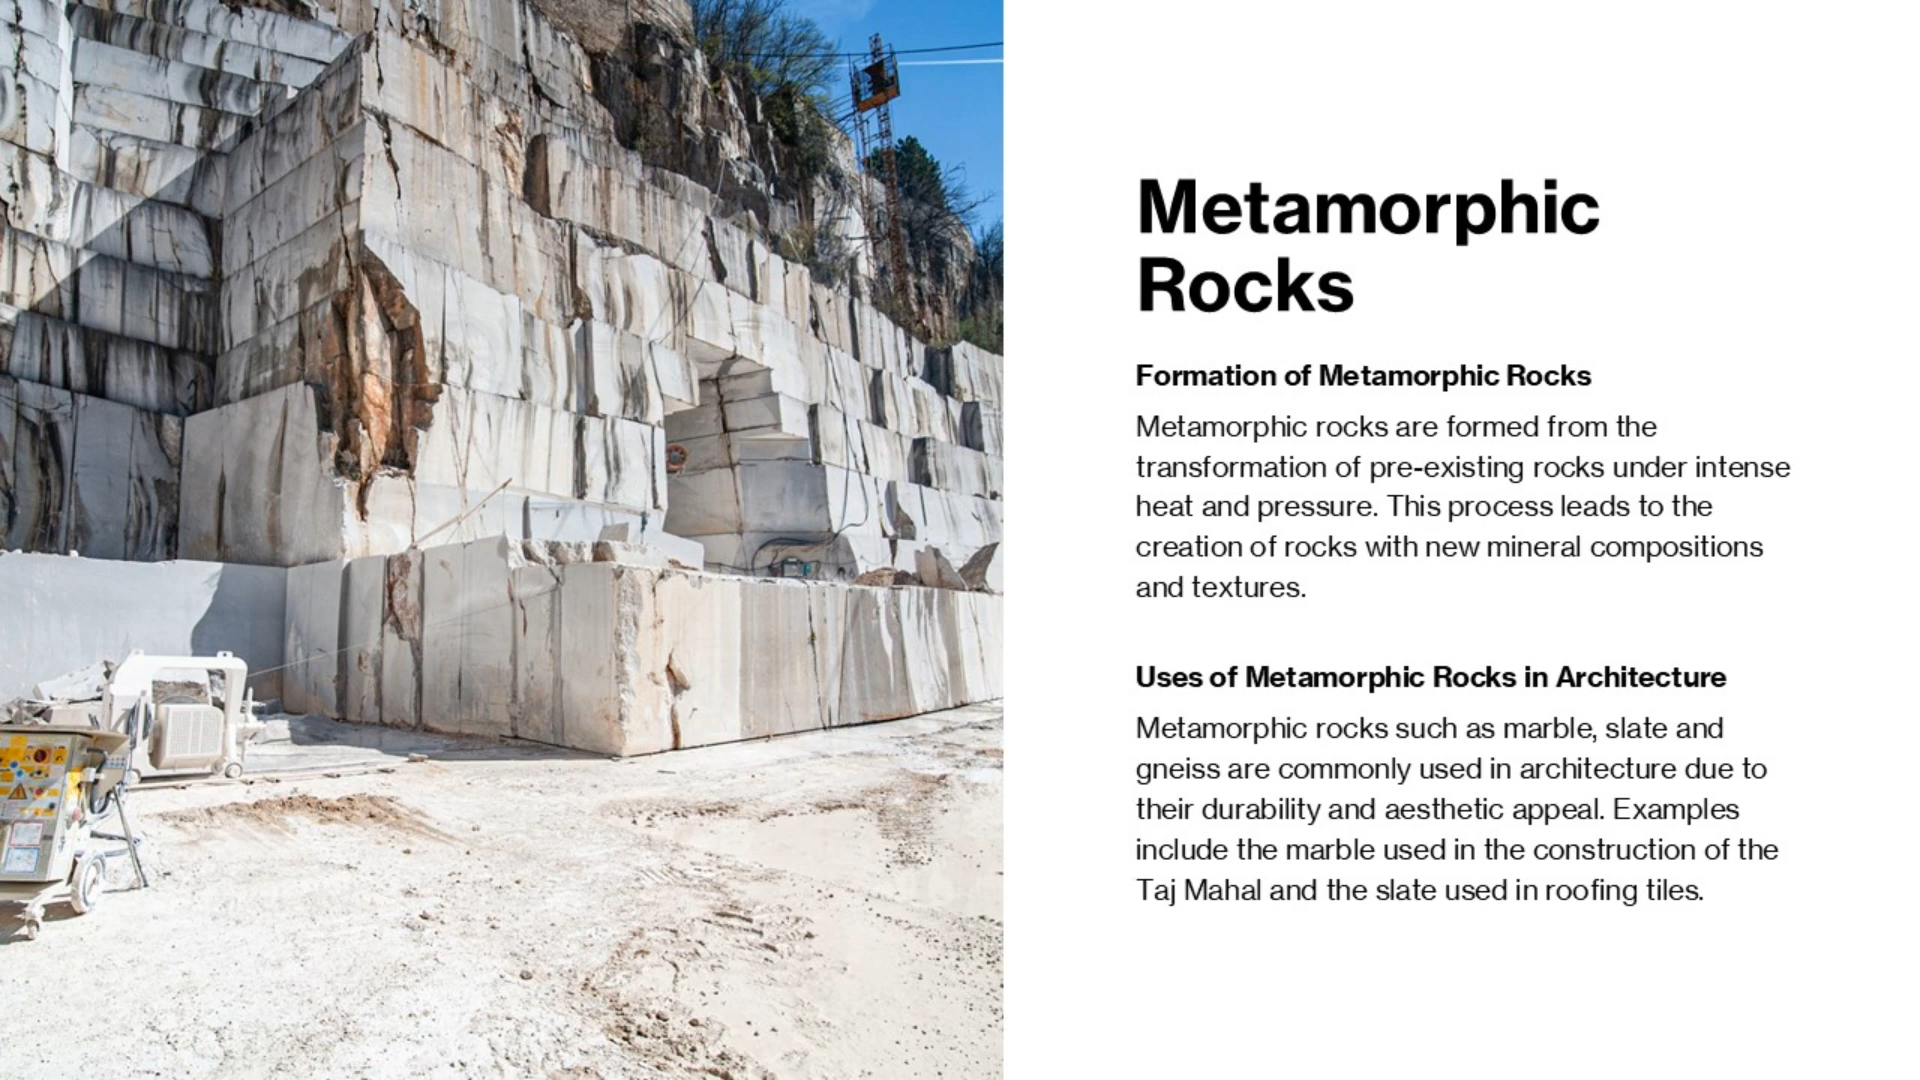 Metamorphic
Rocks
Formation of Metamorphic Rocks
Metamorphic rocks are formed from the
transformation of pre-existing rocks under intense
heat and pressure. This process leads to the
creation of rocks with new mineral compositions
and textures.
Uses of Metamorphic Rocks in Architecture
Metamorphic rocks such as marble, slate and
gneiss are commonly used in architecture due to
their durability and aesthetic appeal. Examples
include the marble used in the construction of the
Taj Mahal and the slate used in roofing tiles.